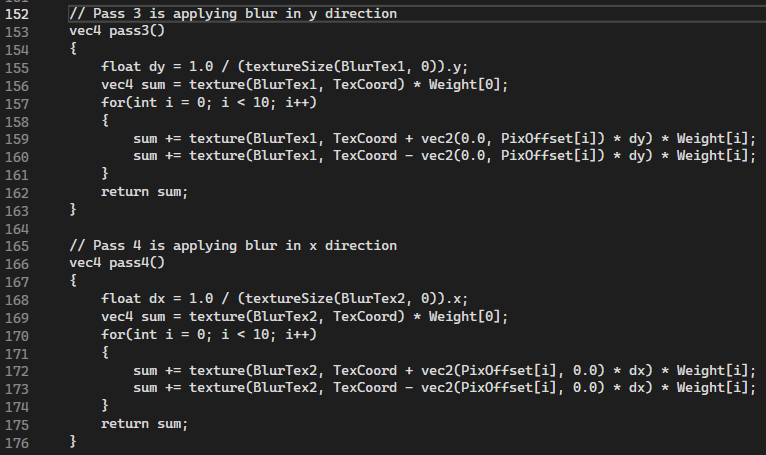 152 // Pass 3 is applying blur in y direction
153 vec4 pass3()
154 {
155 float dy = 1.0 / (textureSize(BlurTex1, 0)).y;
156 vec4 sum = texture(BlurTex1, TexCoord) * Weight[0];
157 for(int i = 0; i < 10; i++)
158 {
159 sum += texture(BlurTex1, TexCoord + vec2(0.0, PixOffset[i]) * dy) * Weight[i];
160 sum += texture(BlurTex1, TexCoord - vec2(0.0, PixOffset[i]) * dy) * Weight[i];
161 }
162 return sum;
163 }
164
165 // Pass 4 is applying blur in x direction
166 vec4 pass4()
167 {
168 float dx = 1.0 / (textureSize(BlurTex2, 0)).x;
169 vec4 sum = texture(BlurTex2, TexCoord) * Weight[0];
170 for(int i = 0; i < 10; i++)
171 {
172 sum += texture(BlurTex2, TexCoord + vec2(PixOffset[i], 0.0) * dx) * Weight[i];
173 sum += texture(BlurTex2, TexCoord - vec2(PixOffset[i], 0.0) * dx) * Weight[i];
174 }
175 return sum;
176 }